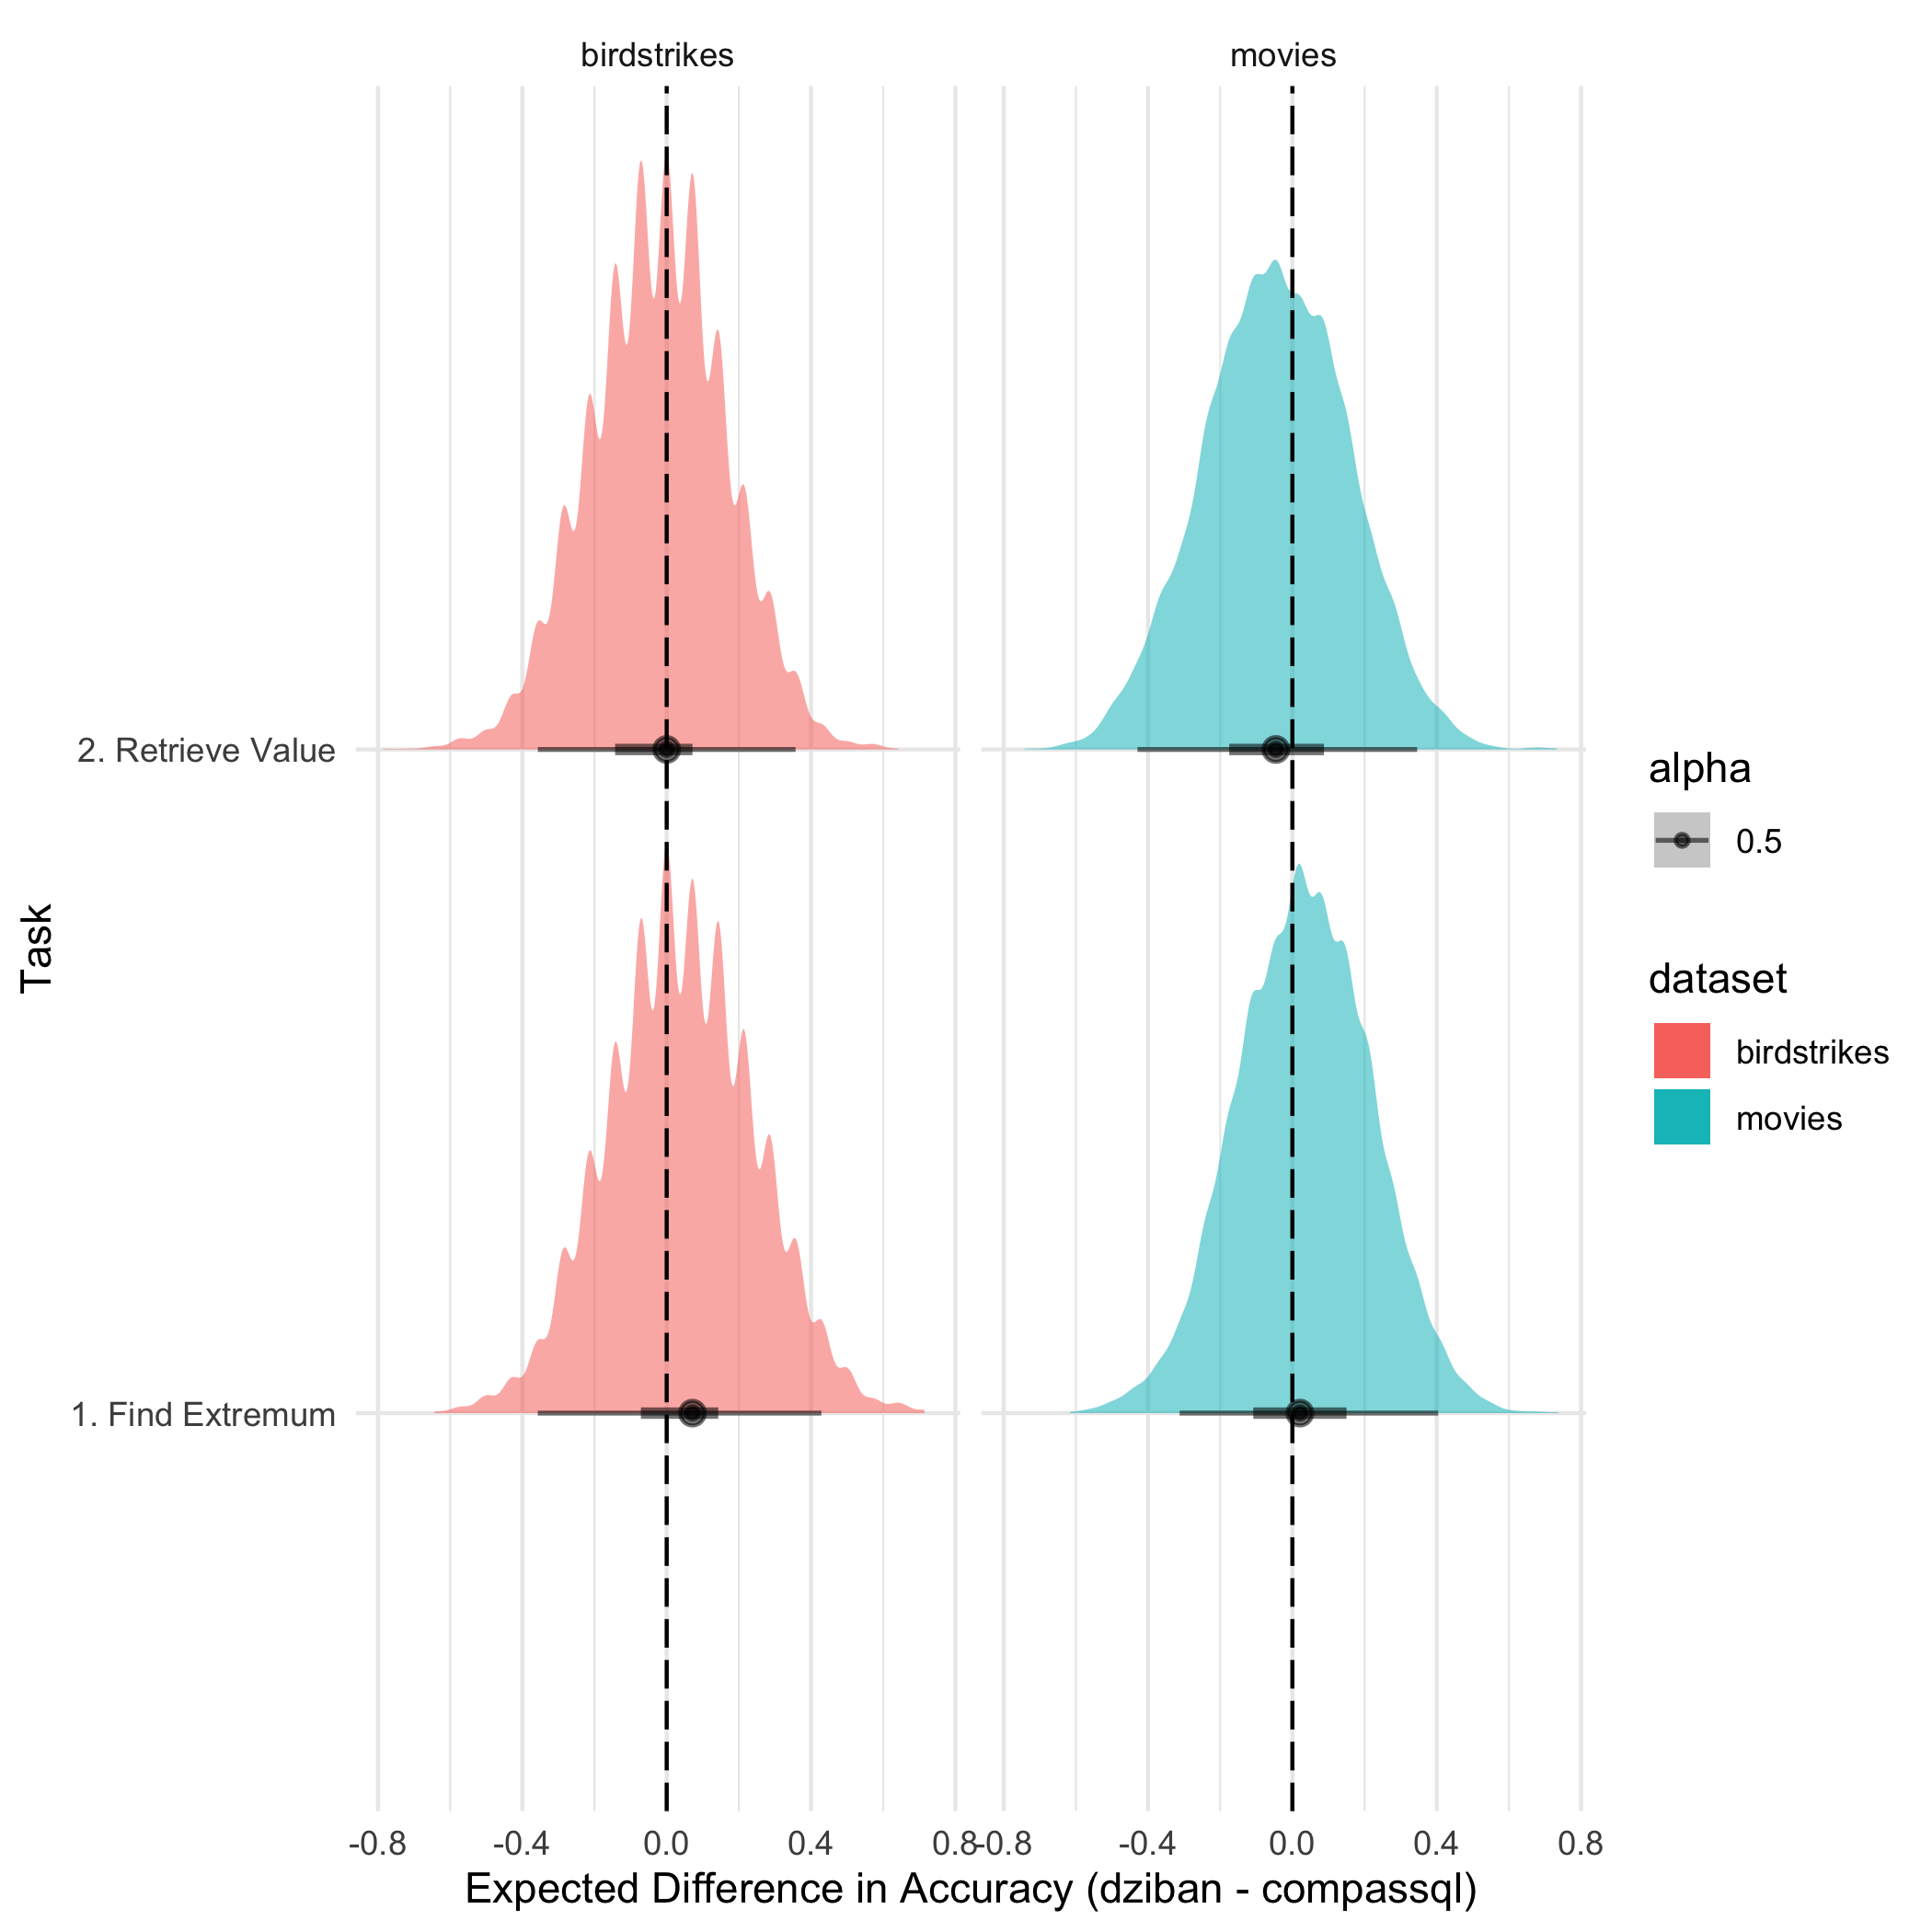 birdstrikes
movies
2. Retrieve Value
1. Find Extremum
Task
-0.8
-0.4
0.0
0.4
0.8
-0.8
-0.4
0.0
0.4
0.8
Expected Difference in Accuracy (dziban - compassql)
alpha
0.5
dataset
birdstrikes
movies